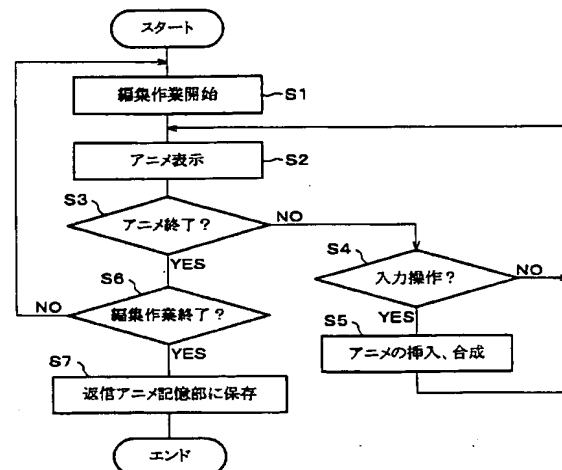 スタート
編集作業開始
S1
アニメ表示
S2
S3
アニメ終了?
NO
YES
S4
入力操作?
NO
YES
S5
アニメの挿入、合成
S6
編集作業終了?
NO
YES
S7
返信アニメ記憶部に保存
エンド